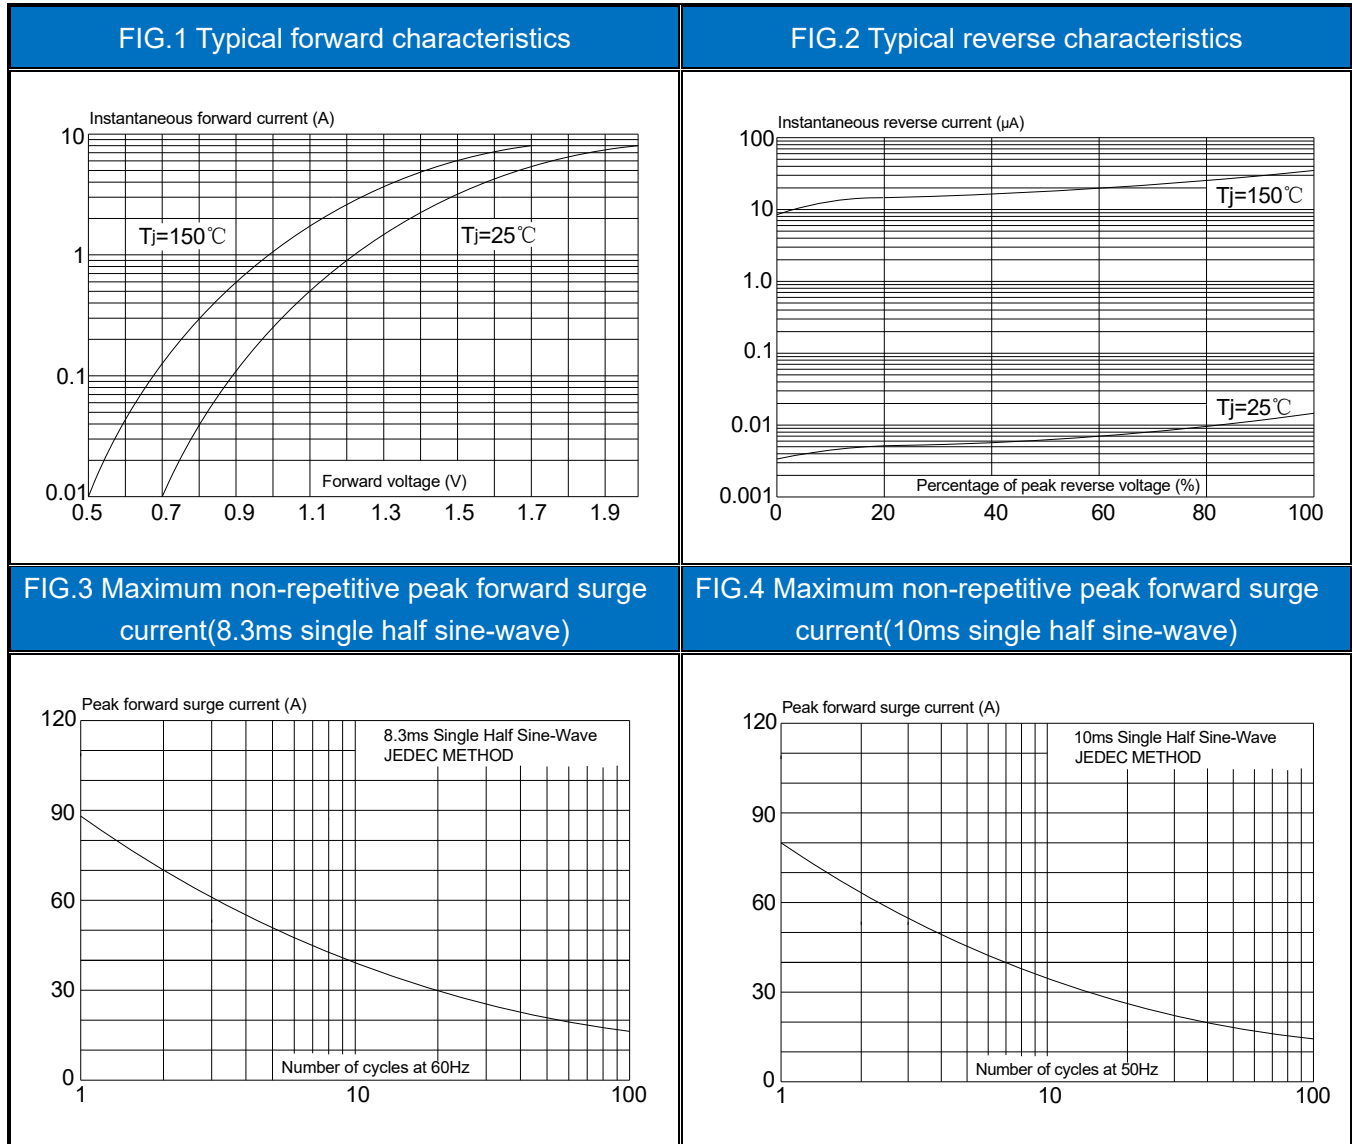 FIG.1 Typical forward characteristics
FIG.2 Typical reverse characteristics
Instantaneous forward current (A)
10
1
0.1
0.01
Tj=150℃
Tj=25℃
Forward voltage (V)
0.5 0.7 0.9 1.1 1.3 1.5 1.7 1.9
Instantaneous reverse current (μA)
100
10
1.0
0.1
0.01
0.001
Tj=150℃
Tj=25℃
Percentage of peak reverse voltage (%)
0 20 40 60 80 100
FIG.3 Maximum non-repetitive peak forward surge
current(8.3ms single half sine-wave)
FIG.4 Maximum non-repetitive peak forward surge
current(10ms single half sine-wave)
Peak forward surge current (A)
120
90
60
30
0
8.3ms Single Half Sine-Wave
JEDEC METHOD
Number of cycles at 60Hz
1 10 100
Peak forward surge current (A)
120
90
60
30
0
10ms Single Half Sine-Wave
JEDEC METHOD
Number of cycles at 50Hz
1 10 100